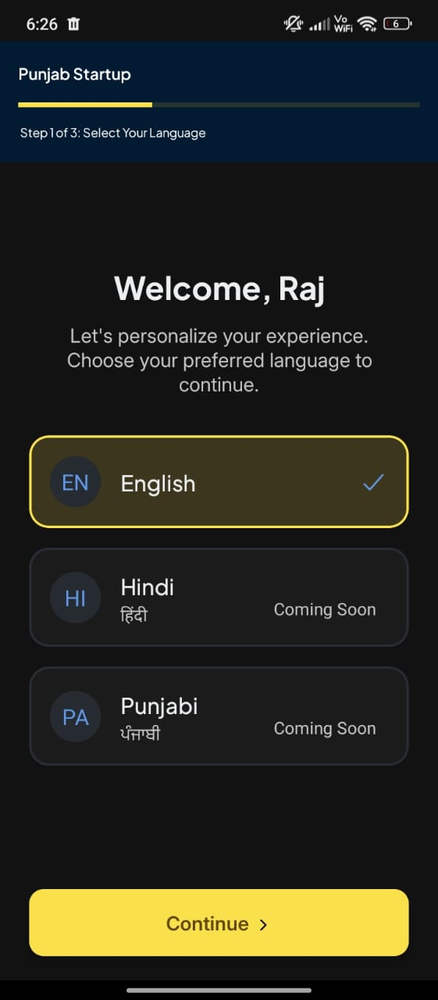 6:26
Vo
WiFi
6
Punjab Startup
Step 1 of 3: Select Your Language
Welcome, Raj
Let's personalize your experience.
Choose your preferred language to
continue.
EN English
HI Hindi
हिंदी
Coming Soon
PA Punjabi
ਪੰਜਾਬੀ
Coming Soon
Continue >